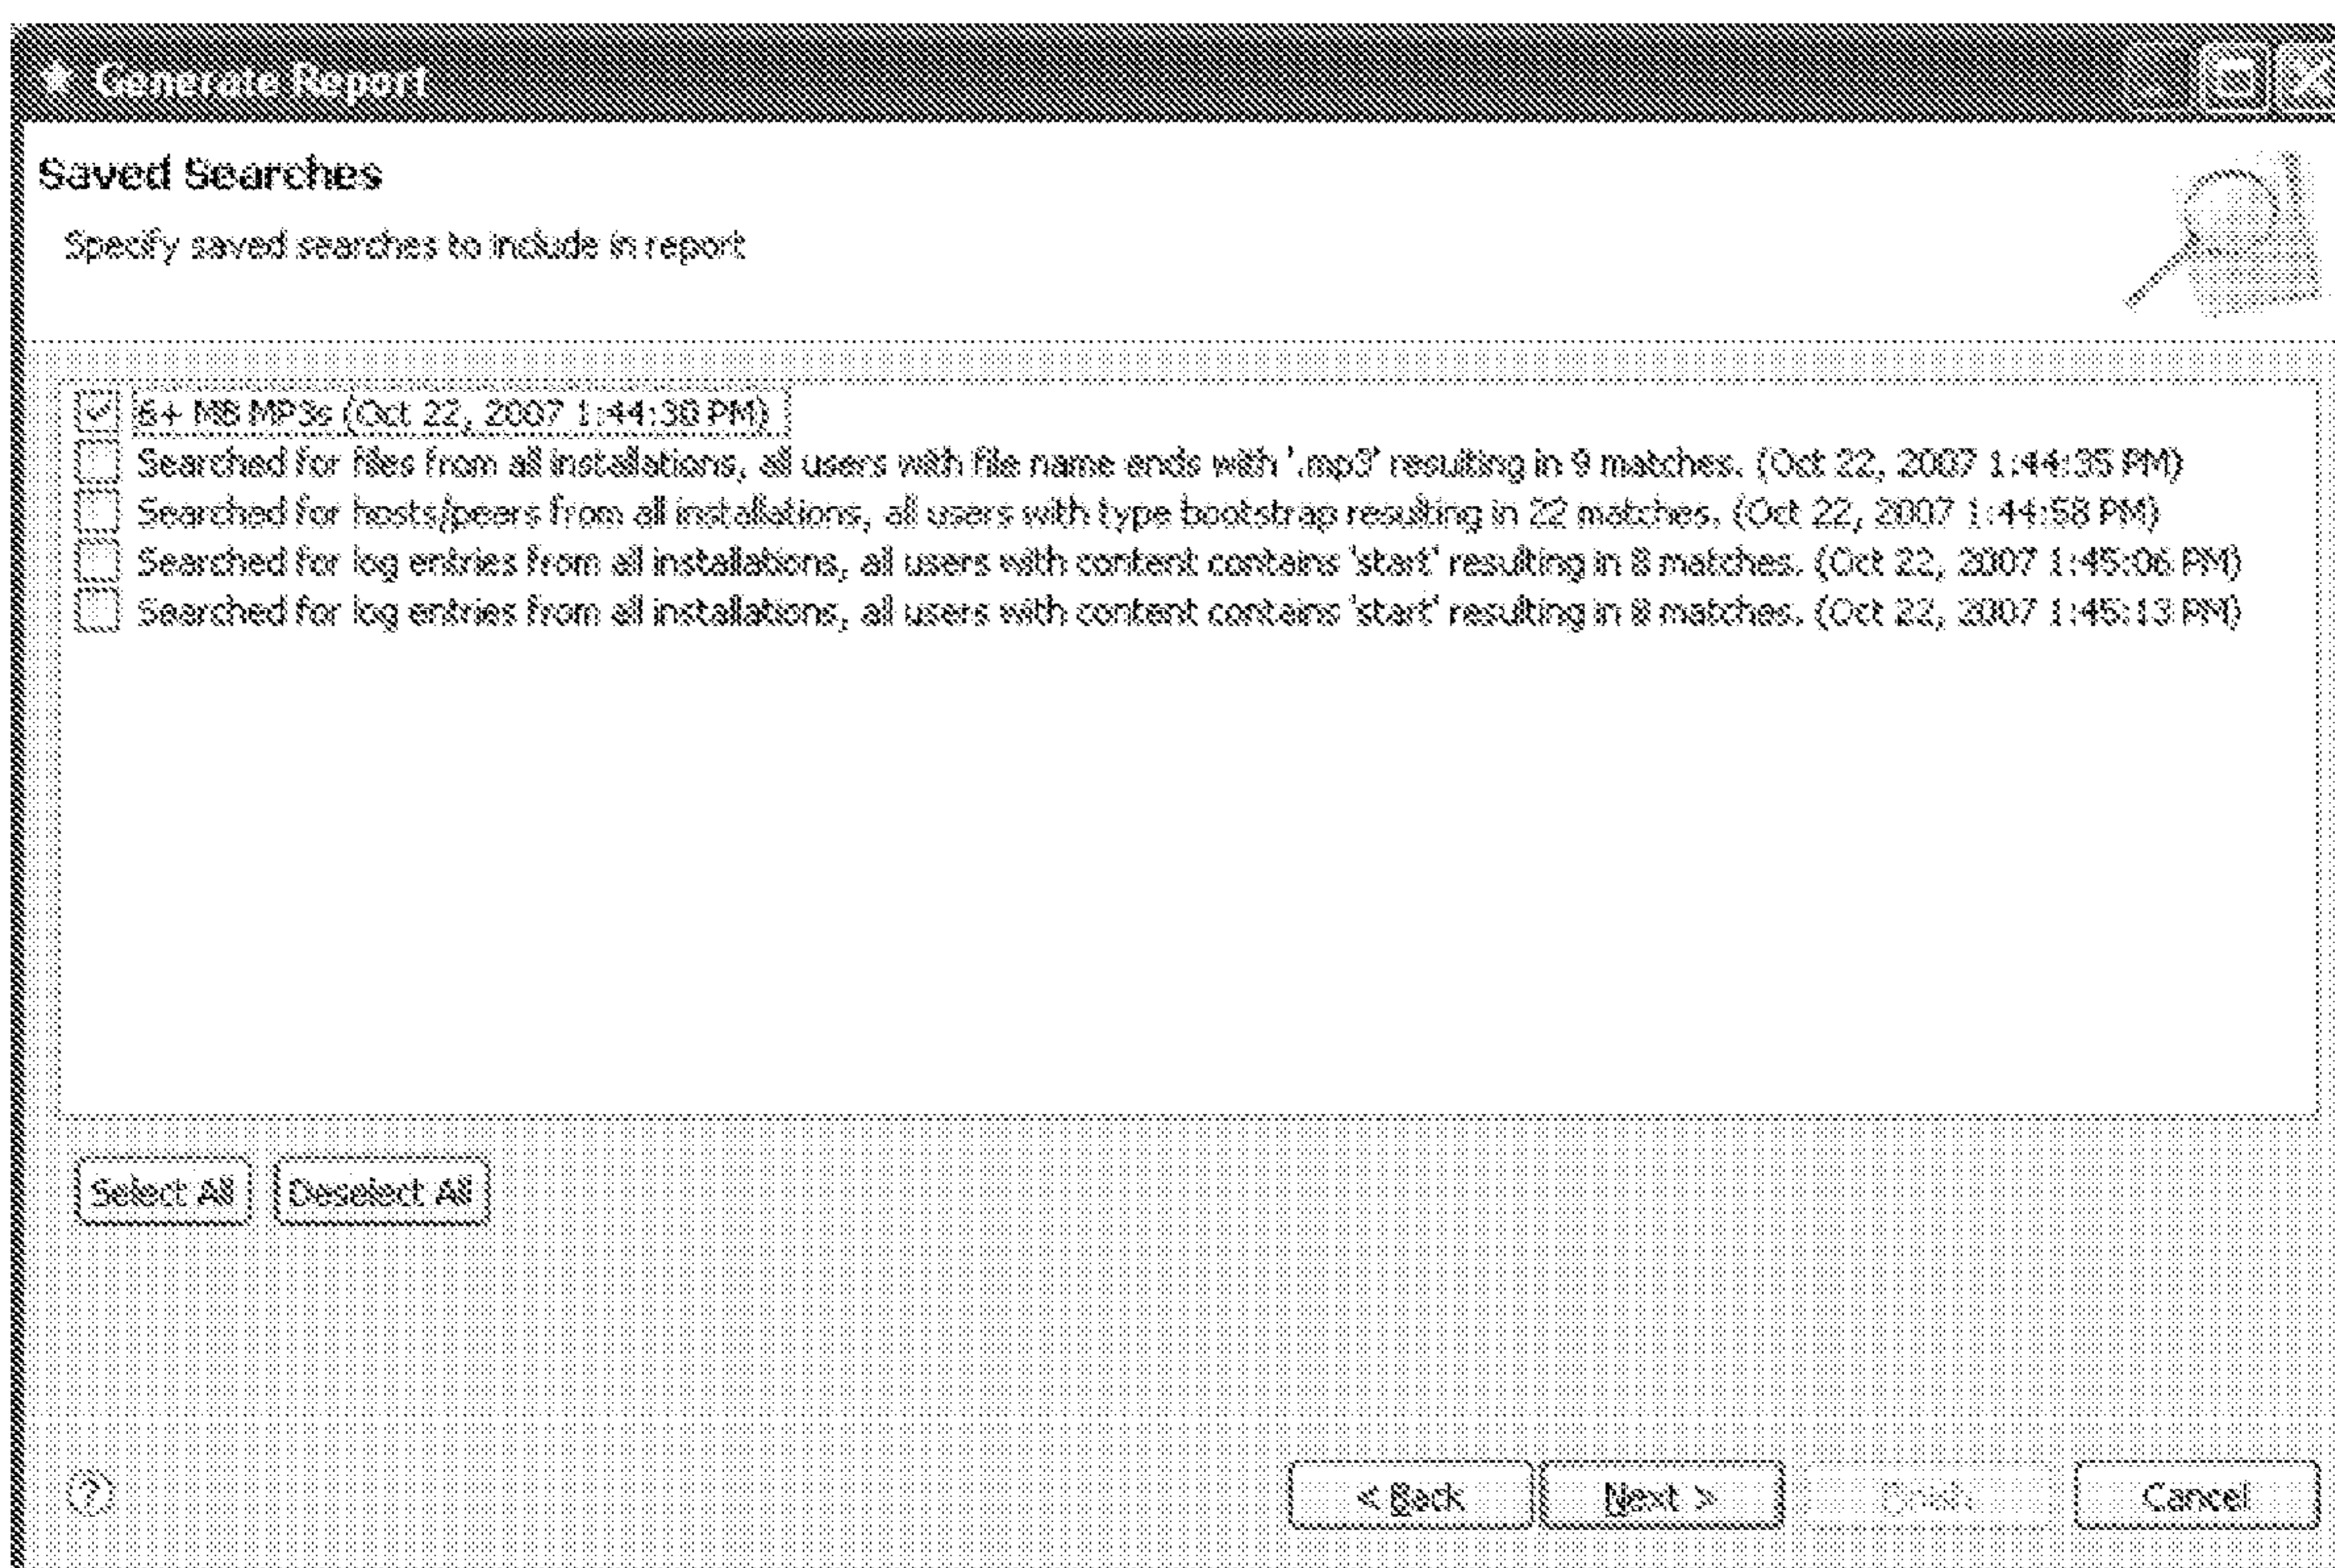 Generate Report
Saved Searches
Specify saved searches to include in report
6+ MB MP3s (Oct 22, 2007 1:44:30 PM)
Searched for files from all installations, all users with file name ends with '.mp3' resulting in 9 matches. (Oct 22, 2007 1:44:35 PM)
Searched for hosts/peers from all installations, all users with type bootstrap resulting in 22 matches. (Oct 22, 2007 1:44:58 PM)
Searched for log entries from all installations, all users with content contains 'start' resulting in 8 matches. (Oct 22, 2007 1:45:06 PM)
Searched for log entries from all installations, all users with content contains 'start' resulting in 8 matches. (Oct 22, 2007 1:45:13 PM)
Select All Deselect All
? < Back Next > Finish Cancel